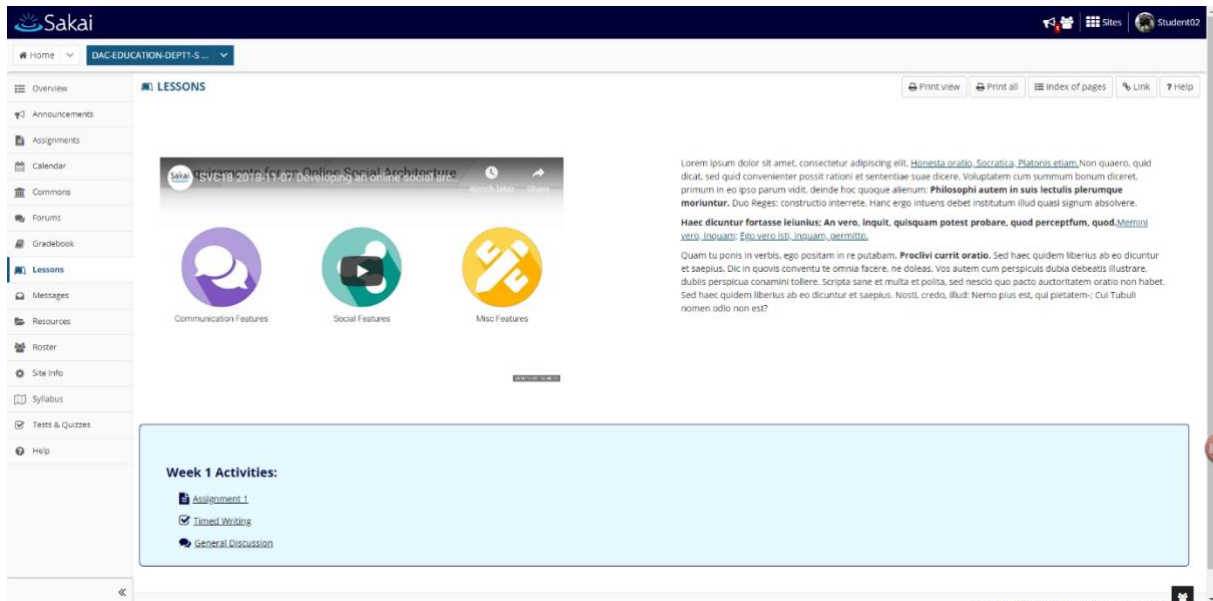 Sakai
Sites
Student02
Home
DAC-EDUCATION-DEPT1-S ...
Overview
Announcements
Assignments
Calendar
Commons
Forums
Gradebook
Lessons
Messages
Resources
Roster
Site Info
Syllabus
Tests & Quizzes
Help
LESSONS
Print view
Print all
Index of pages
Link
? Help
Sakai
SVC18 2018-11-07 Developing an online social arc...
quirements for an Online Social Architecture
Watch later
Share
Communication Features
Social Features
Misc Features
Lorem ipsum dolor sit amet, consectetur adipiscing elit. Honesta oratio, Socratica, Platonis etiam.Non quaero, quid
dicat, sed quid convenienter possit rationi et sententiae suae dicere. Voluptatem cum summum bonum diceret,
primum in eo ipso parum vidit, deinde hoc quoque alienum; Philosophi autem in suis lectulis plerumque
moriuntur. Duo Reges: constructio interrete. Hanc ergo intuens debet institutum illud quasi signum absolvere.
Haec dicuntur fortasse ieiunius; An vero, inquit, quisquam potest probare, quod perceptfum, quod.Memini
vero, inquam; Ego vero isti, inquam, permitto.
Quam tu ponis in verbis, ego positam in re putabam. Proclivi currit oratio. Sed haec quidem liberius ab eo dicuntur
et saepius. Dic in quovis conventu te omnia facere, ne doleas. Vos autem cum perspicuis dubia debeatis illustrare,
dubiis perspicua conamini tollere. Scripta sane et multa et polita, sed nescio quo pacto auctoritatem oratio non habet.
Sed haec quidem liberius ab eo dicuntur et saepius. Nosti, credo, illud: Nemo pius est, qui pietatem-; Cui Tubuli
nomen odio non est?
Week 1 Activities:
Assignment 1
Timed Writing
General Discussion